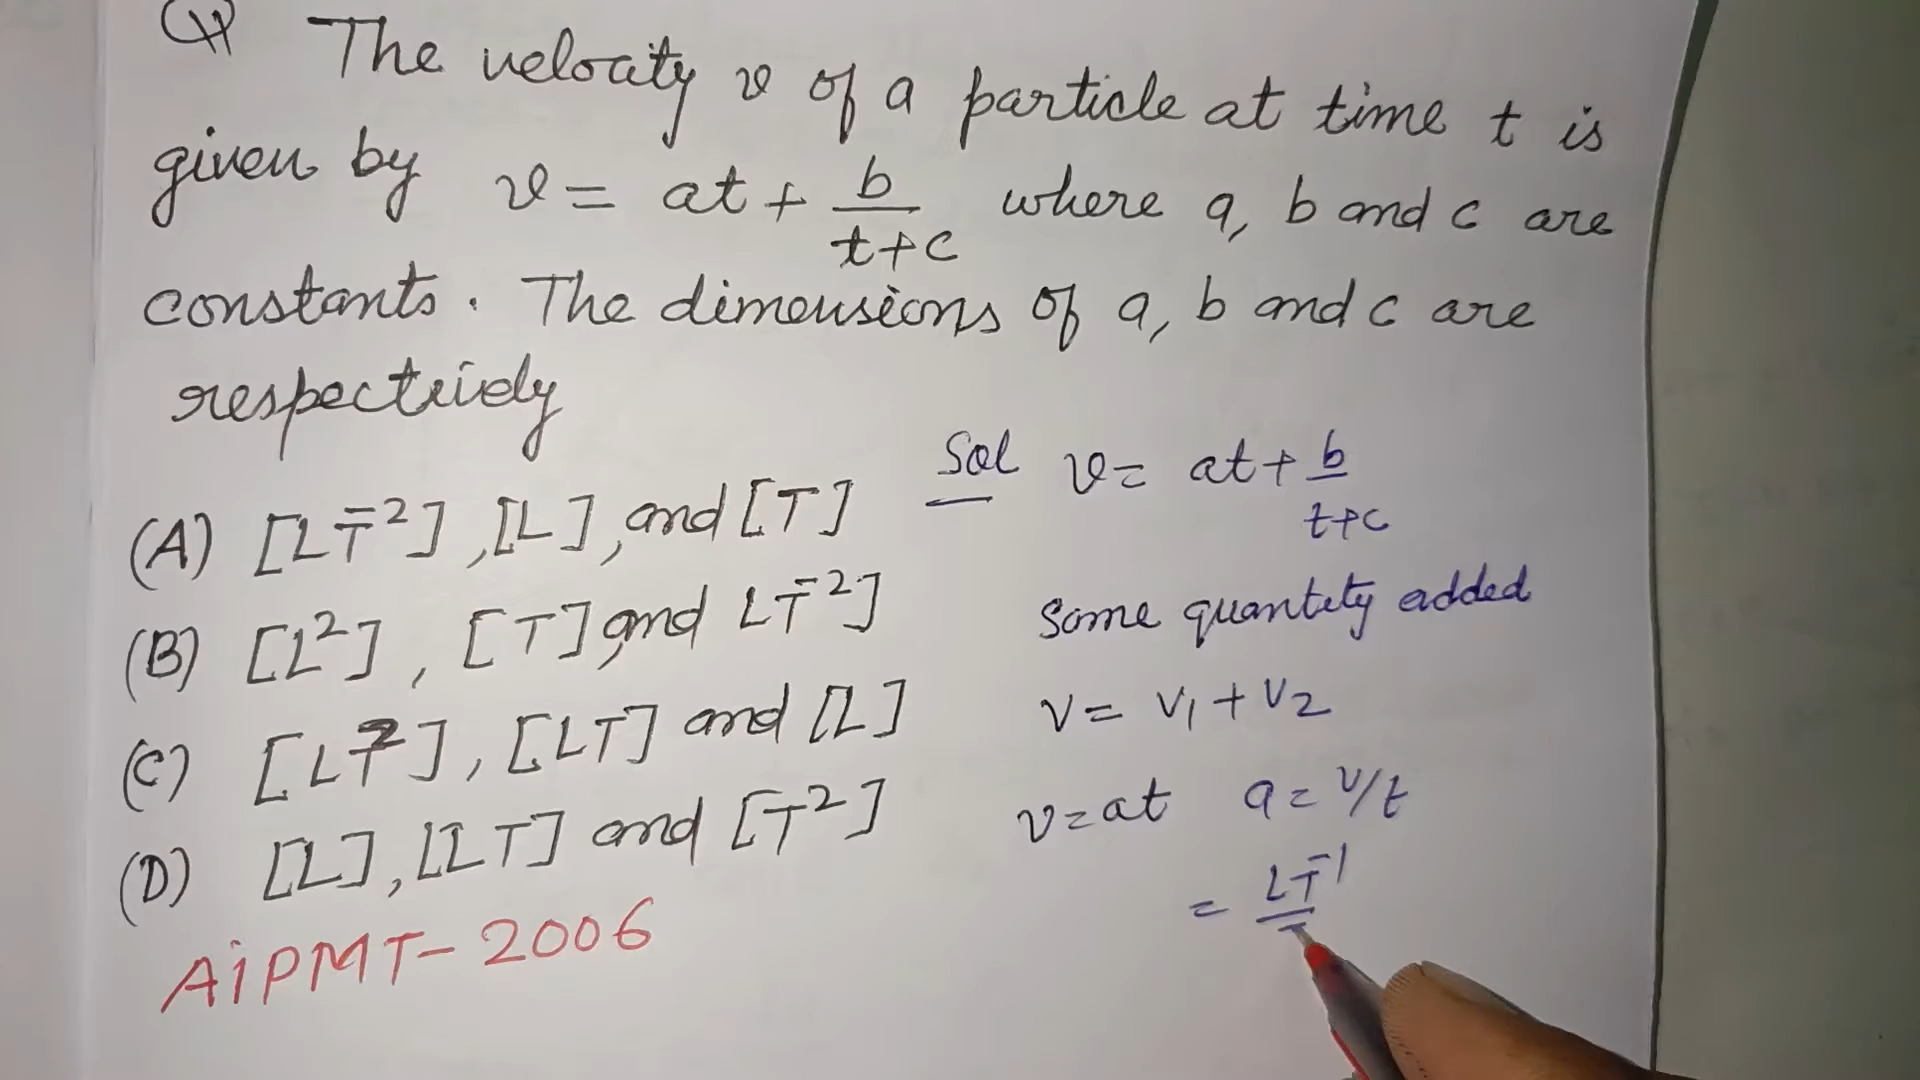 Q The velocity v of a particle at time t is
given by v = at + b/(t+c) where a, b and c are
constants. The dimensions of a, b and c are
respectively
(A) [LT⁻²], [L], and [T]
(B) [L²], [T] and LT⁻²]
(C) [LT²], [LT] and [L]
(D) [L], [LT] and [T²]
AiPMT-2006
Sol v = at + b/(t+c)
Same quantity added
v = v₁ + v₂
v = at a = v/t
= LT⁻¹/T